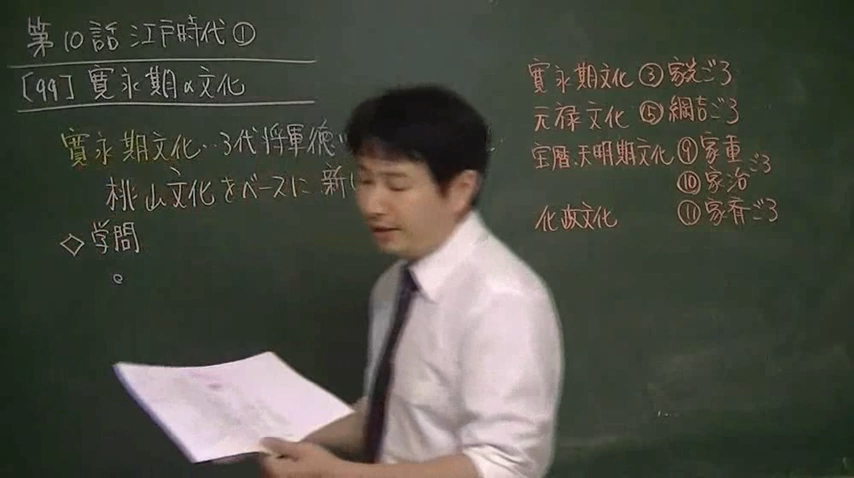 第10話 江戸時代①
[99] 寛永期の文化
寛永期文化‥3代将軍徳
桃山文化をベースに 新し
◇学問
寛永期文化 ③家光ごろ
元禄文化 ⑤綱吉ごろ
宝暦・天明期文化 ⑨家重
⑩家治 ごろ
化政文化 ⑪家斉ごろ